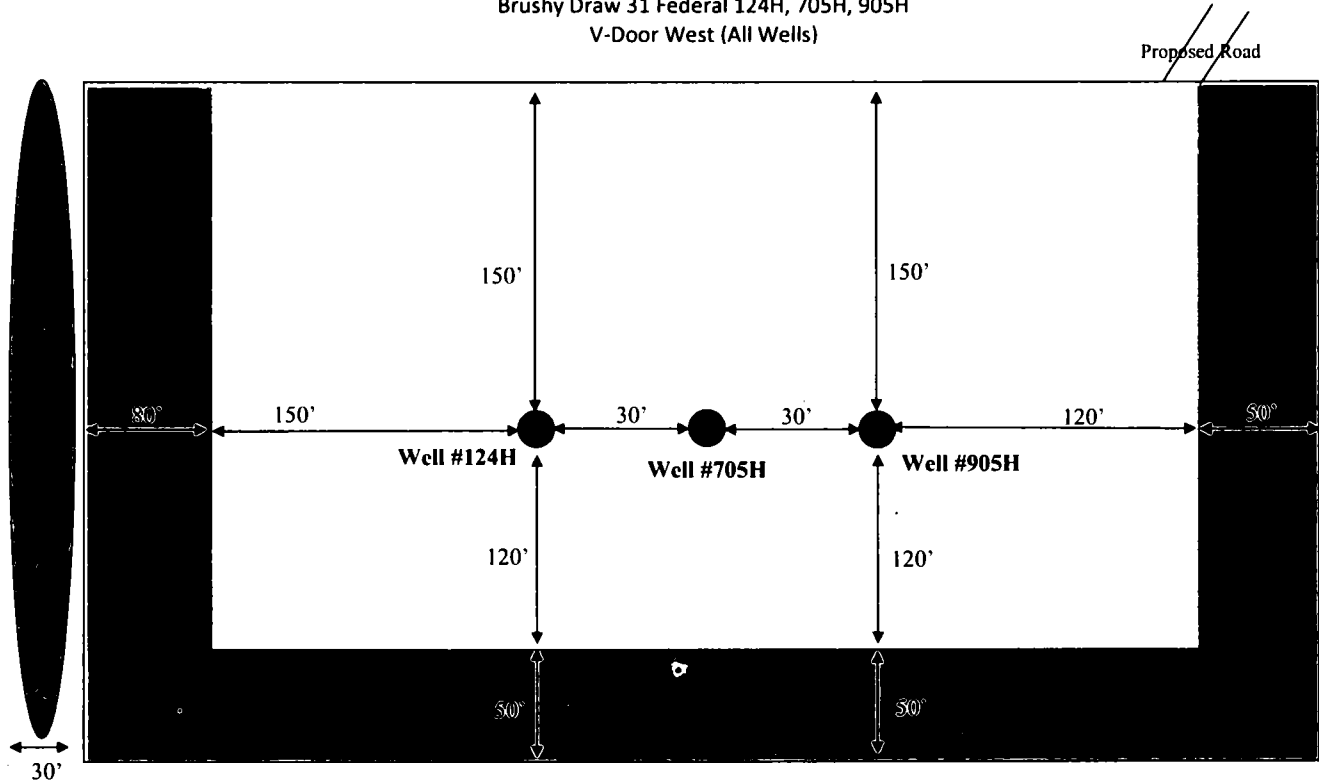 Brushy Draw 31 Federal 124H, 705H, 905H
V-Door West (All Wells)
Proposed Road
150’
150’
80’
150’
30’
30’
120’
50’
Well #124H
Well #705H
Well #905H
120’
120’
50’
50’
30’